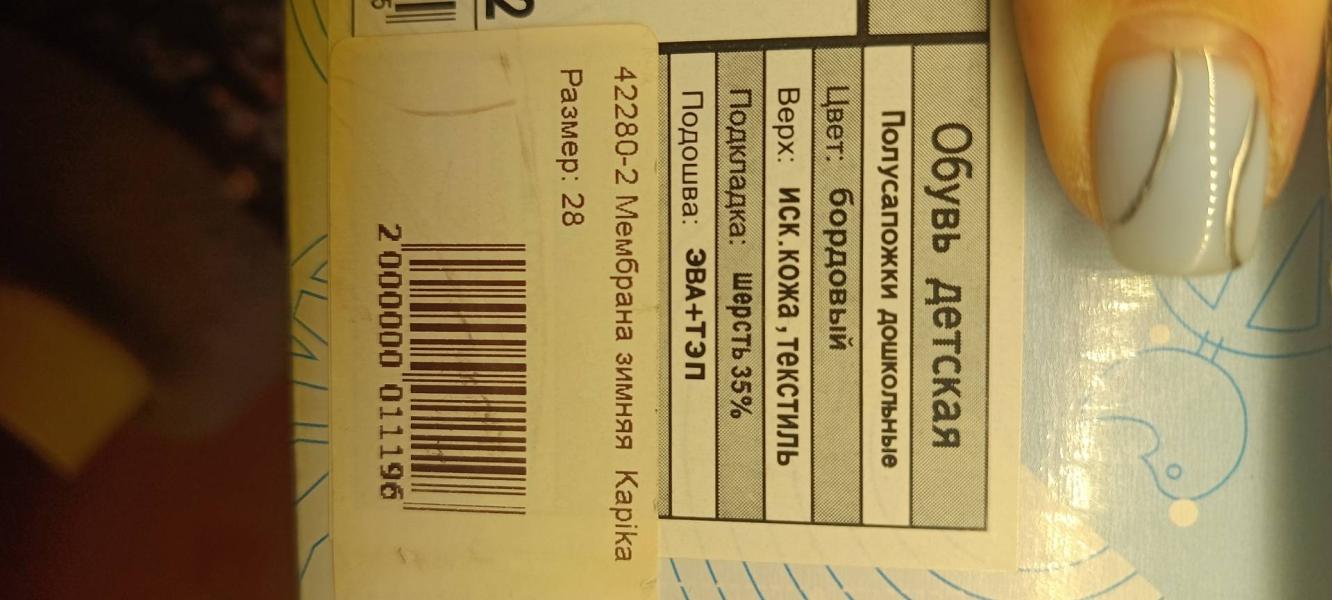 Обувь детская
Полусапожки дошкольные
Цвет: бордовый
Верх: иск.кожа,текстиль
Подкладка: шерсть 35%
Подошва: ЭВА+ТЭП
42280-2 Мембрана зимняя Kapika
Размер: 28
2 000000 011196